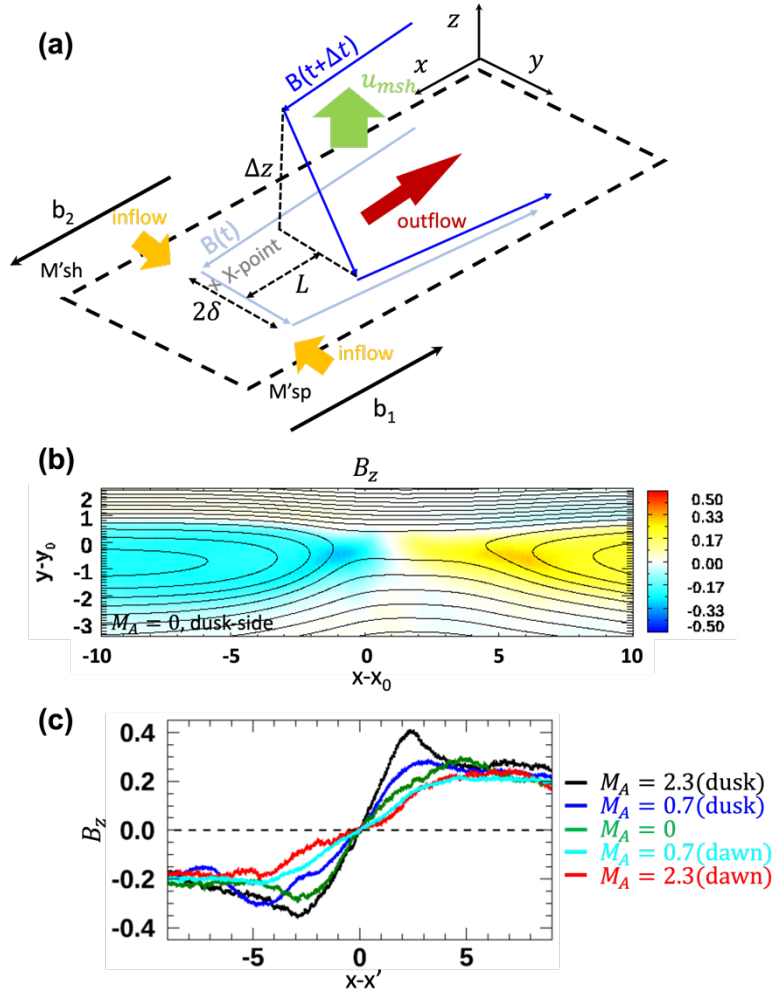 (a)
z
x
y
B(t+Δt)
u_msh
Δz
b₂
inflow
outflow
B(t)
M'sh
x X-point
L
2δ
inflow
M'sp
b₁
(b)
B_z
2
1
0
-1
-2
-3
y-y₀
M_A = 0, dusk-side
-10 -5 0 5 10
x-x₀
0.50
0.33
0.17
0.00
-0.17
-0.33
-0.50
(c)
0.4
0.2
0.0
-0.2
-0.4
B_z
-5 0 5
x-x'
M_A = 2.3(dusk)
M_A = 0.7(dusk)
M_A = 0
M_A = 0.7(dawn)
M_A = 2.3(dawn)